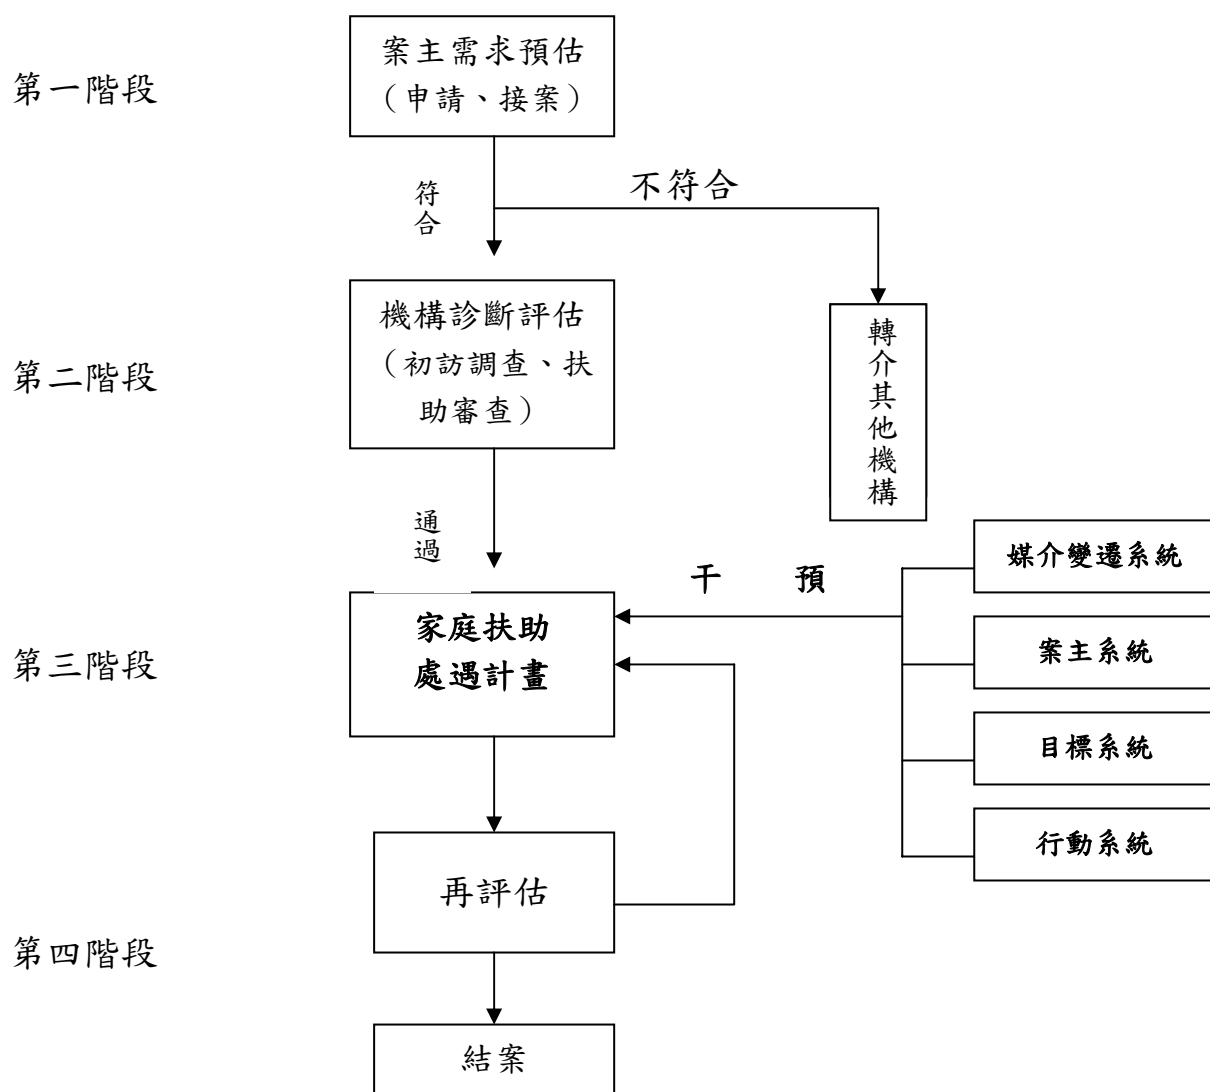 第一階段
案主需求預估
（申請、接案）
符合
不符合
第二階段
機構診斷評估
（初訪調查、扶
助審查）
轉介其他機構
通過
干預
媒介變遷系統
第三階段
家庭扶助
處遇計畫
案主系統
目標系統
行動系統
再評估
第四階段
結案